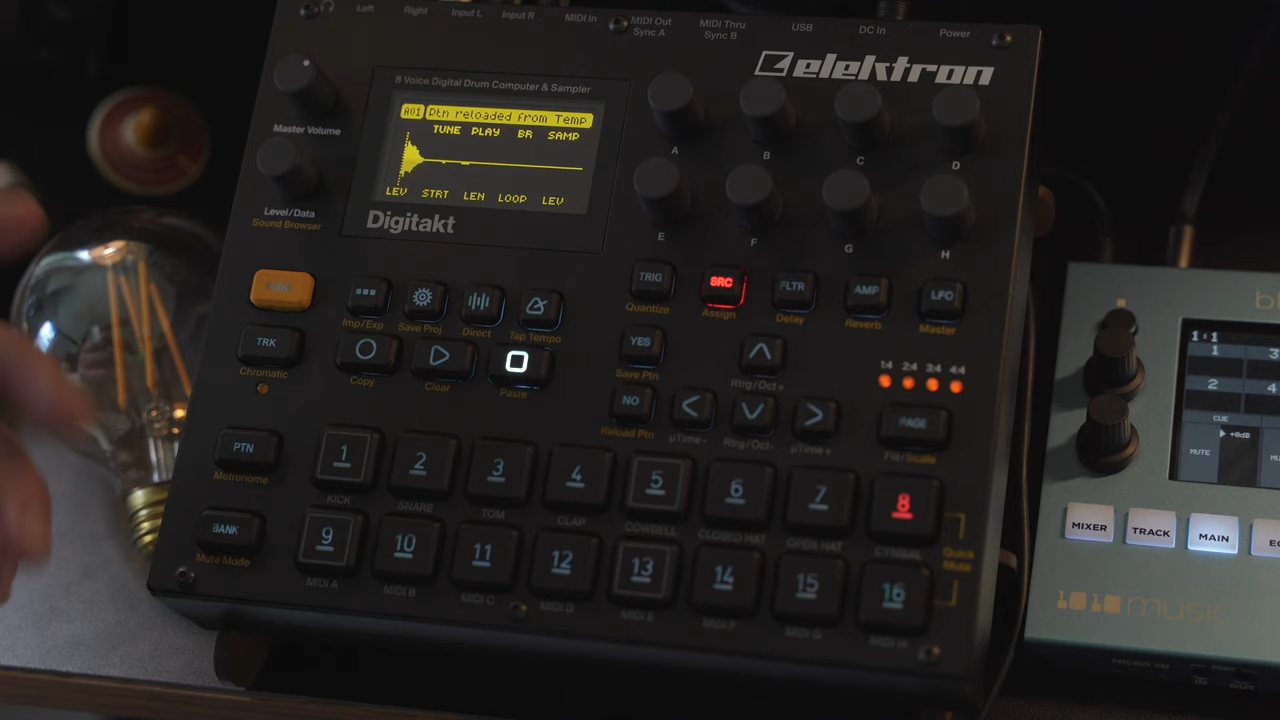 Left Right Input L Input R MIDI In MIDI Out Sync A MIDI Thru Sync B USB DC In Power
elektron
8 Voice Digital Drum Computer & Sampler
A01 Ptn reloaded from Temp
TUNE PLAY BR SAMP
LEV STRT LEN LOOP LEV
Digitakt
Master Volume
Level/Data
Sound Browser
A B C D
E F G H
FUNC
Imp/Exp Save Proj Direct Tap Tempo
TRIG SRC FLTR AMP LFO
Quantize Assign Delay Reverb Master
TRK
Chromatic
Copy Clear Paste
YES
Save Ptn
Rtrg/Oct+
1:4 2:4 3:4 4:4
NO
Reload Ptn
µTime- Rtrg/Oct- µTime+
PAGE
Fill/Scale
PTN
Metronome
1 2 3 4 5 6 7 8
KICK SNARE TOM CLAP COWBELL CLOSED HAT OPEN HAT CYMBAL
Quick Mute
BANK
Mute Mode
9 10 11 12 13 14 15 16
MIDI A MIDI B MIDI C MIDI D MIDI E MIDI F MIDI G MIDI H
1:1
1 3
2 4
CUE
+0dB
MUTE
MIXER TRACK MAIN
1010music
MICRO SD
IN OUT